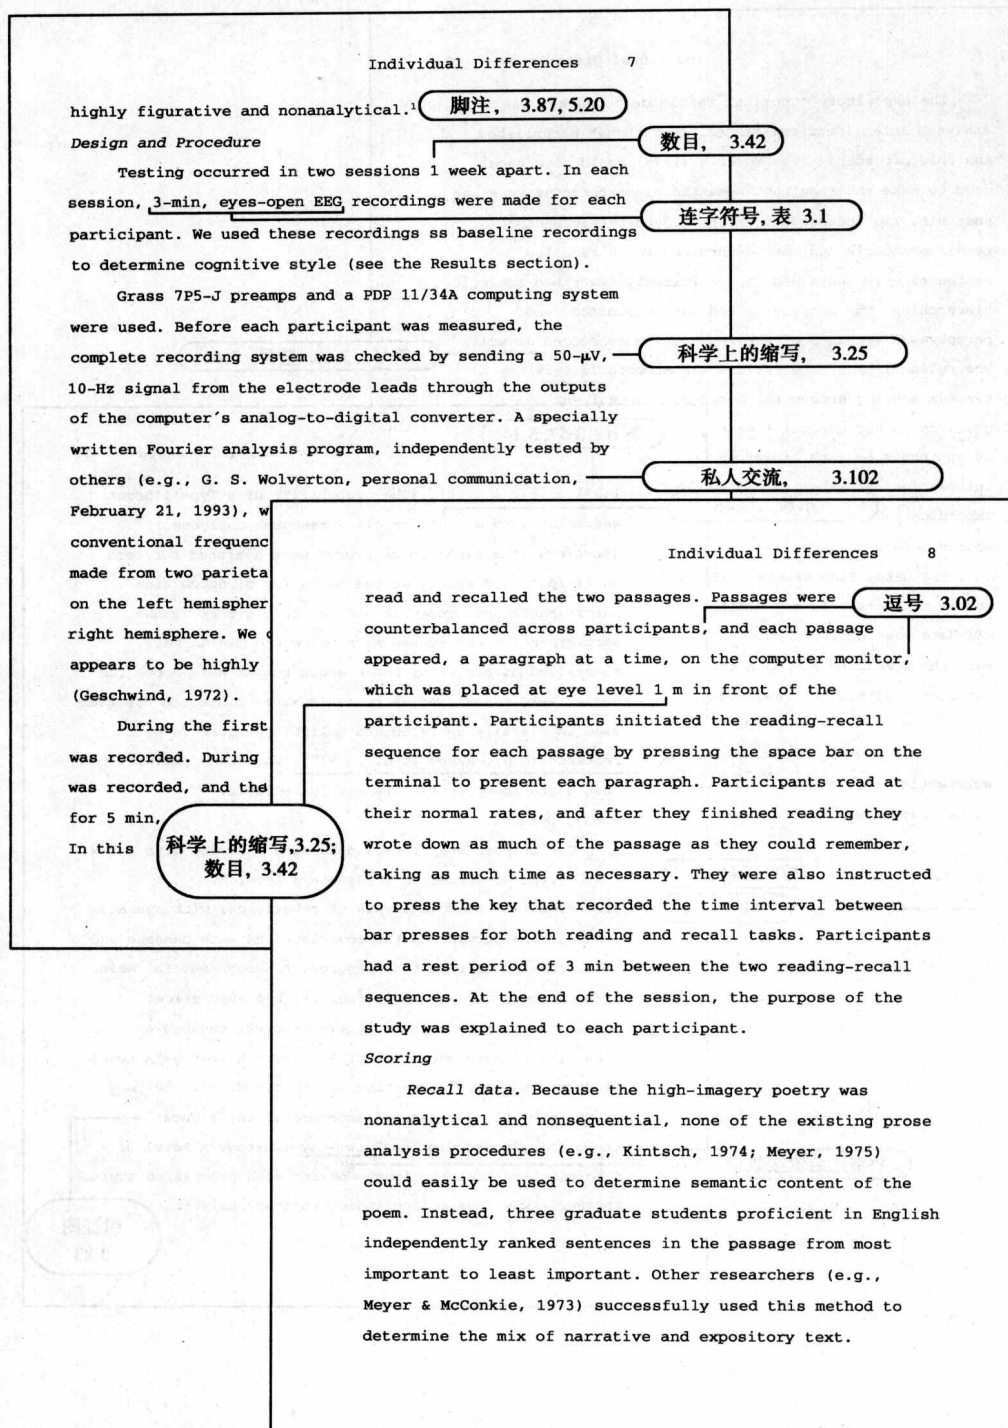 Individual Differences 7
highly figurative and nonanalytical.¹ 脚注, 3.87, 5.20
Design and Procedure
数目, 3.42
Testing occurred in two sessions 1 week apart. In each
session, 3-min, eyes-open EEG recordings were made for each
连字符号, 表 3.1
participant. We used these recordings ss baseline recordings
to determine cognitive style (see the Results section).
Grass 7P5-J preamps and a PDP 11/34A computing system
were used. Before each participant was measured, the
complete recording system was checked by sending a 50-μV,
科学上的缩写, 3.25
10-Hz signal from the electrode leads through the outputs
of the computer's analog-to-digital converter. A specially
written Fourier analysis program, independently tested by
others (e.g., G. S. Wolverton, personal communication,
私人交流, 3.102
February 21, 1993), w
conventional frequenc
made from two parieta
on the left hemispher
right hemisphere. We
appears to be highly
(Geschwind, 1972).
During the first
was recorded. During
was recorded, and the
for 5 min,
In this
科学上的缩写,3.25;
数目, 3.42
Individual Differences 8
read and recalled the two passages. Passages were
逗号 3.02
counterbalanced across participants, and each passage
appeared, a paragraph at a time, on the computer monitor,
which was placed at eye level 1 m in front of the
participant. Participants initiated the reading-recall
sequence for each passage by pressing the space bar on the
terminal to present each paragraph. Participants read at
their normal rates, and after they finished reading they
wrote down as much of the passage as they could remember,
taking as much time as necessary. They were also instructed
to press the key that recorded the time interval between
bar presses for both reading and recall tasks. Participants
had a rest period of 3 min between the two reading-recall
sequences. At the end of the session, the purpose of the
study was explained to each participant.
Scoring
Recall data. Because the high-imagery poetry was
nonanalytical and nonsequential, none of the existing prose
analysis procedures (e.g., Kintsch, 1974; Meyer, 1975)
could easily be used to determine semantic content of the
poem. Instead, three graduate students proficient in English
independently ranked sentences in the passage from most
important to least important. Other researchers (e.g.,
Meyer & McConkie, 1973) successfully used this method to
determine the mix of narrative and expository text.